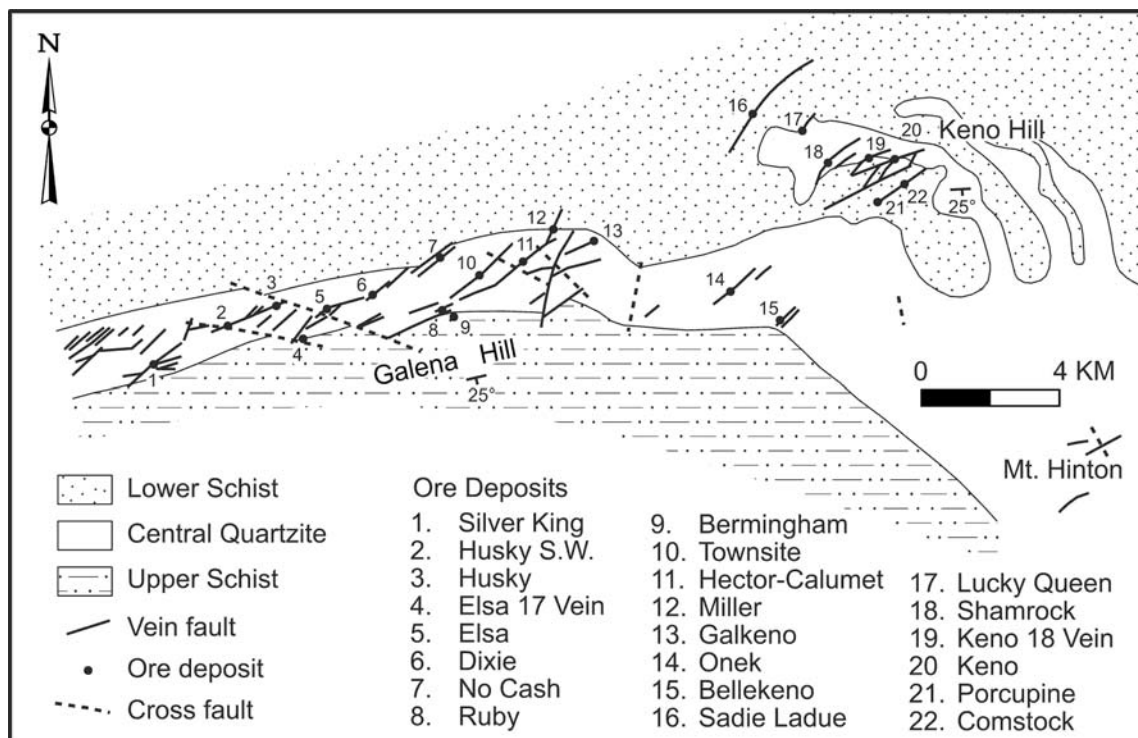 N
16
17
20
Keno Hill
19
18
22
21
25°
12
13
7
11
10
14
3
6
5
15
2
8
9
4
1
Galena Hill
25°
0 4 KM
Mt. Hinton
Lower Schist
Central Quartzite
Upper Schist
Vein fault
Ore deposit
Cross fault
Ore Deposits
1. Silver King
2. Husky S.W.
3. Husky
4. Elsa 17 Vein
5. Elsa
6. Dixie
7. No Cash
8. Ruby
9. Bermingham
10. Townsite
11. Hector-Calumet
12. Miller
13. Galkeno
14. Onek
15. Bellekeno
16. Sadie Ladue
17. Lucky Queen
18. Shamrock
19. Keno 18 Vein
20 Keno
21. Porcupine
22. Comstock